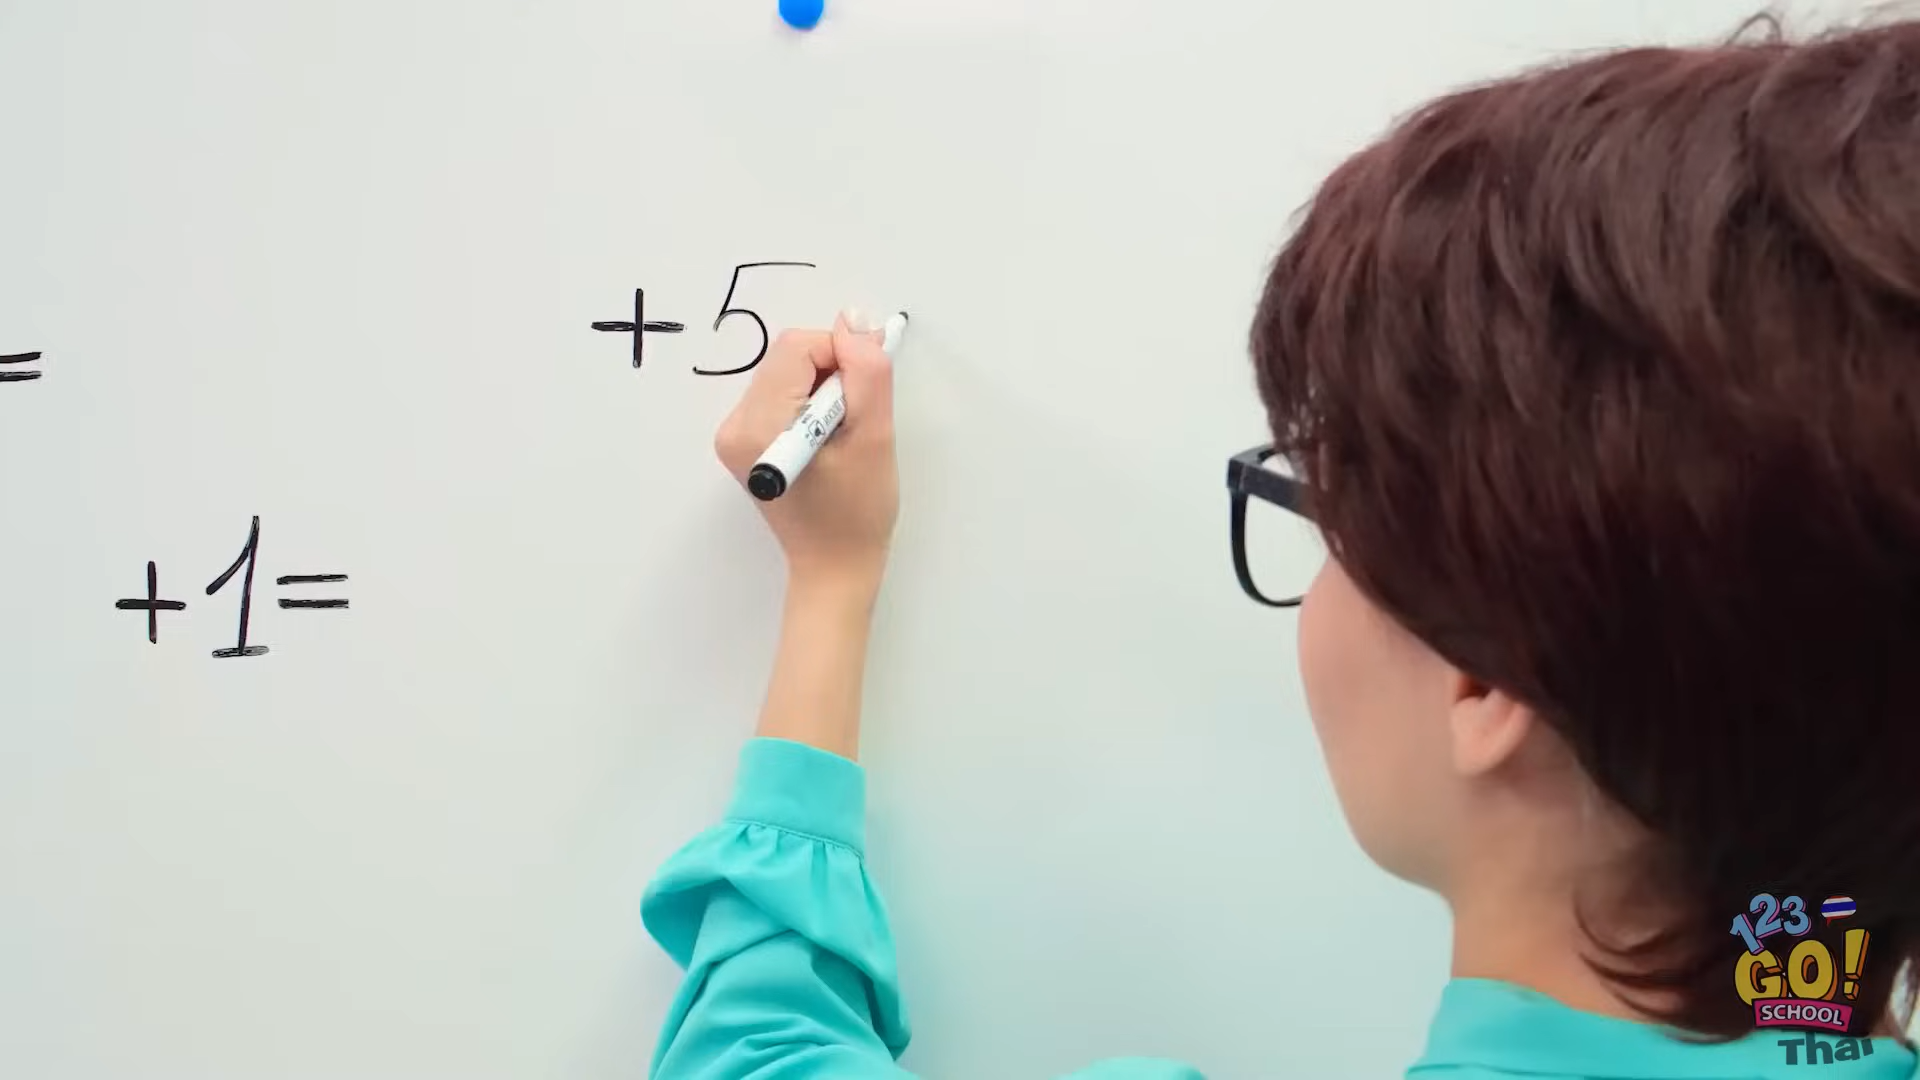 +5
=
+1=
123
GO!
SCHOOL
Thai